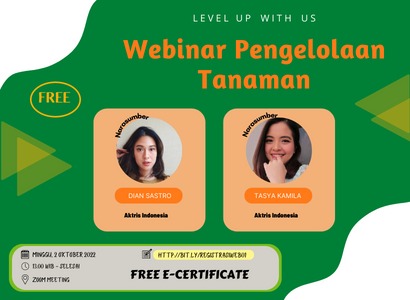 LEVEL UP WITH US
Webinar Pengelolaan
Tanaman
FREE
Narasumber
Narasumber
DIAN SASTRO
TASYA KAMILA
Aktris Indonesia
Aktris Indonesia
MINGGU, 2 OKTOBER 2022
13.00 WIB - SELESAI
ZOOM MEETING
HTTP://BIT.LY/REGISTRASIWEB01
FREE E-CERTIFICATE